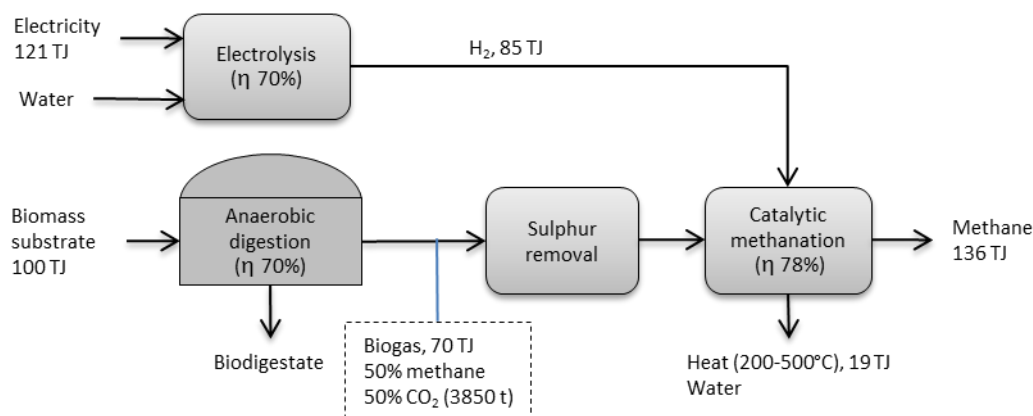 Electricity
121 TJ
Water
Electrolysis
(η 70%)
H₂, 85 TJ
Biomass
substrate
100 TJ
Anaerobic
digestion
(η 70%)
Sulphur
removal
Catalytic
methanation
(η 78%)
Methane
136 TJ
Biodigestate
Biogas, 70 TJ
50% methane
50% CO₂ (3850 t)
Heat (200-500°C), 19 TJ
Water